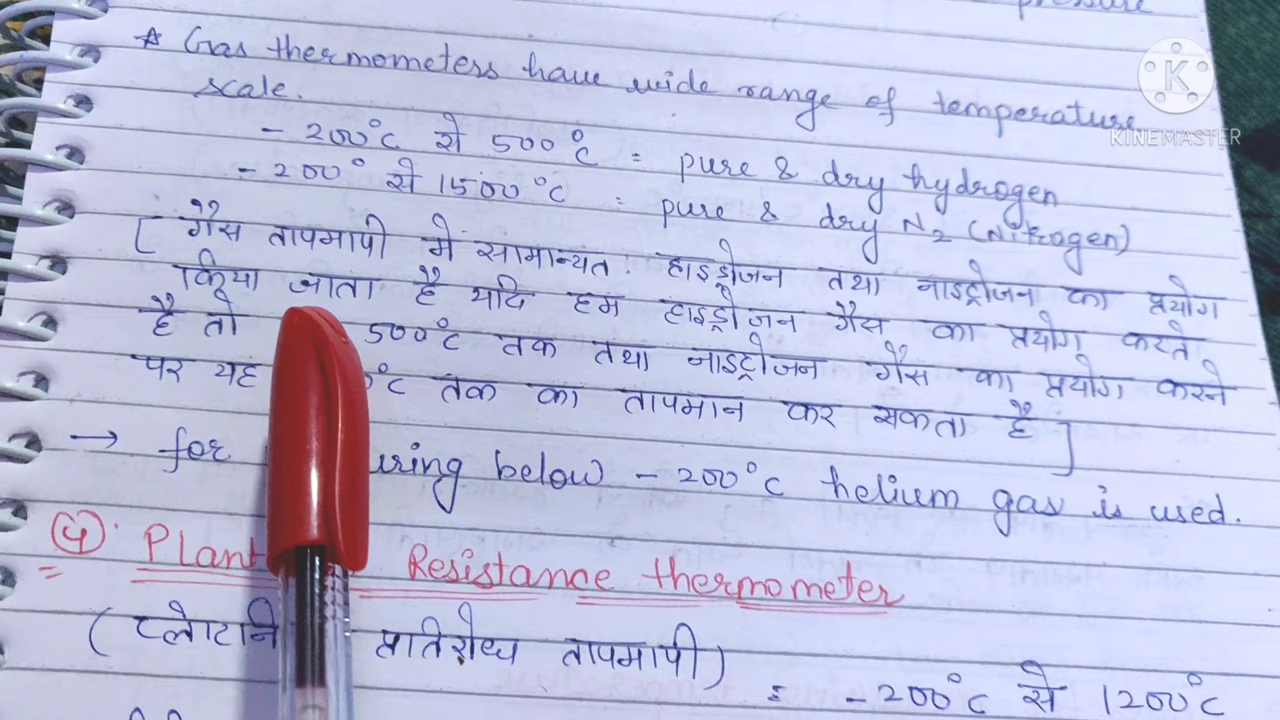 pressure
* Gas thermometers have wide range of temperature
scale.
- 200°C से 500°C = pure & dry hydrogen
- 200° से 1500°C = pure & dry N₂ (Nitrogen)
[ गैस तापमापी में सामान्यतः हाइड्रोजन तथा नाइट्रोजन का प्रयोग
किया जाता है यदि हम हाइड्रोजन गैस का प्रयोग करते
है तो 500°C तक तथा नाइट्रोजन गैस का प्रयोग करने
पर यह °C तक का तापमान कर सकता है ]
→ for below - 200°C helium gas is used.
(4) Resistance thermometer
( प्रतिरोध तापमापी) = - 200°C से 1200°C
KINEMASTER